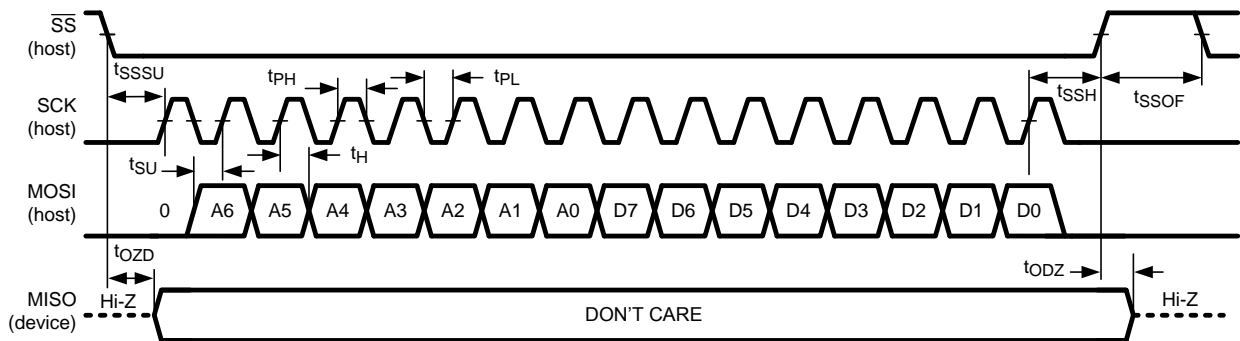 SS
(host)
tSSSU
tPH
tPL
tSSH
tSSOF
SCK
(host)
tSU
tH
MOSI
(host)
0 A6 A5 A4 A3 A2 A1 A0 D7 D6 D5 D4 D3 D2 D1 D0
tOZD
tODZ
MISO
(device)
Hi-Z
DON'T CARE
Hi-Z